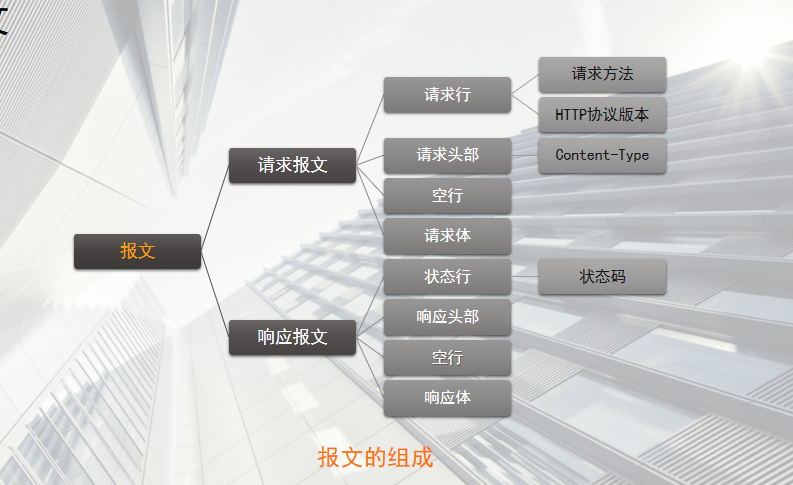 报文
请求报文
请求行
请求方法
HTTP协议版本
请求头部
Content-Type
空行
请求体
响应报文
状态行
状态码
响应头部
空行
响应体
报文的组成